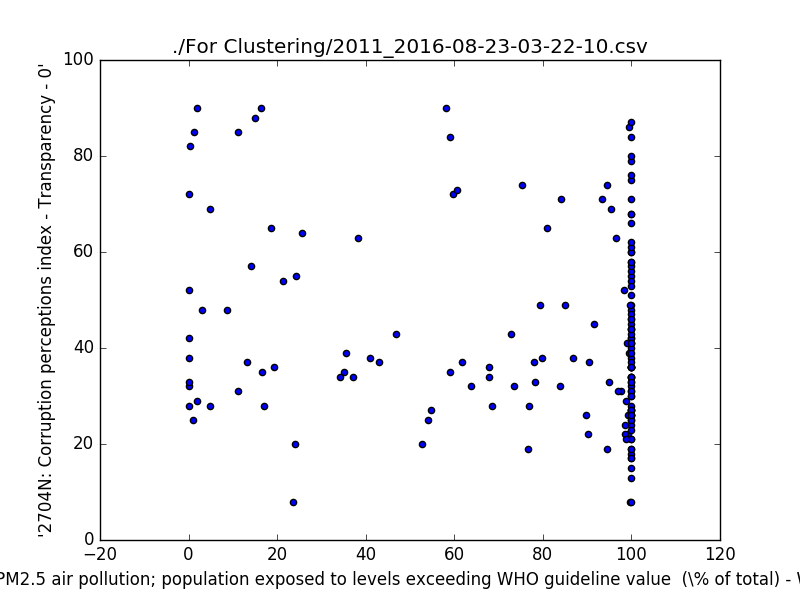 ./For Clustering/2011_2016-08-23-03-22-10.csv
100
80
60
40
20
0
'2704N: Corruption perceptions index - Transparency - 0'
−20 0 20 40 60 80 100 120
PM2.5 air pollution; population exposed to levels exceeding WHO guideline value (\% of total) -